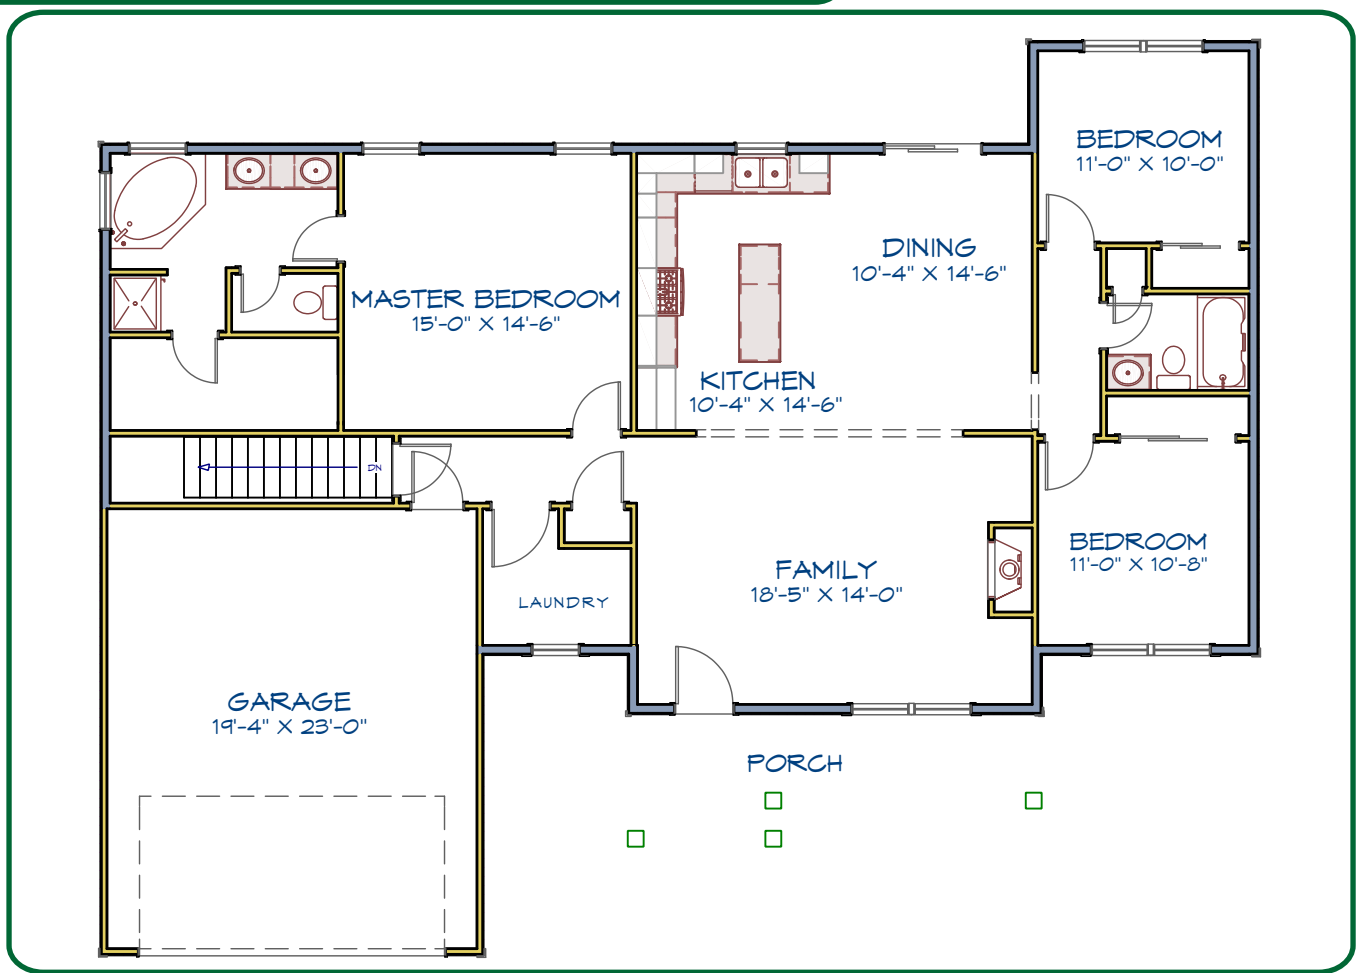 BEDROOM
11'-0" X 10'-0"
DINING
10'-4" X 14'-6"
MASTER BEDROOM
15'-0" X 14'-6"
KITCHEN
10'-4" X 14'-6"
DN
BEDROOM
11'-0" X 10'-8"
FAMILY
18'-5" X 14'-0"
LAUNDRY
GARAGE
19'-4" X 23'-0"
PORCH